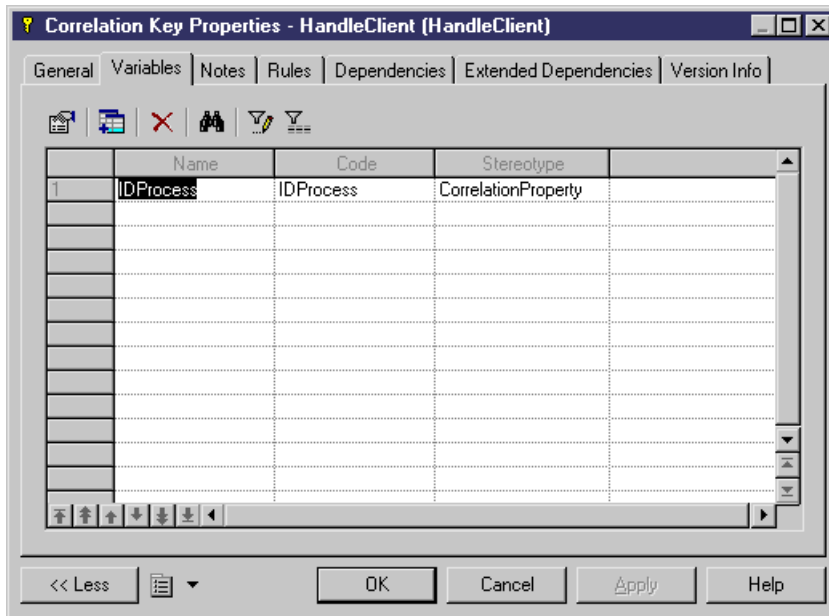 Correlation Key Properties - HandleClient (HandleClient)
General Variables Notes Rules Dependencies Extended Dependencies Version Info
Name Code Stereotype
1 IDProcess IDProcess CorrelationProperty
<< Less OK Cancel Apply Help